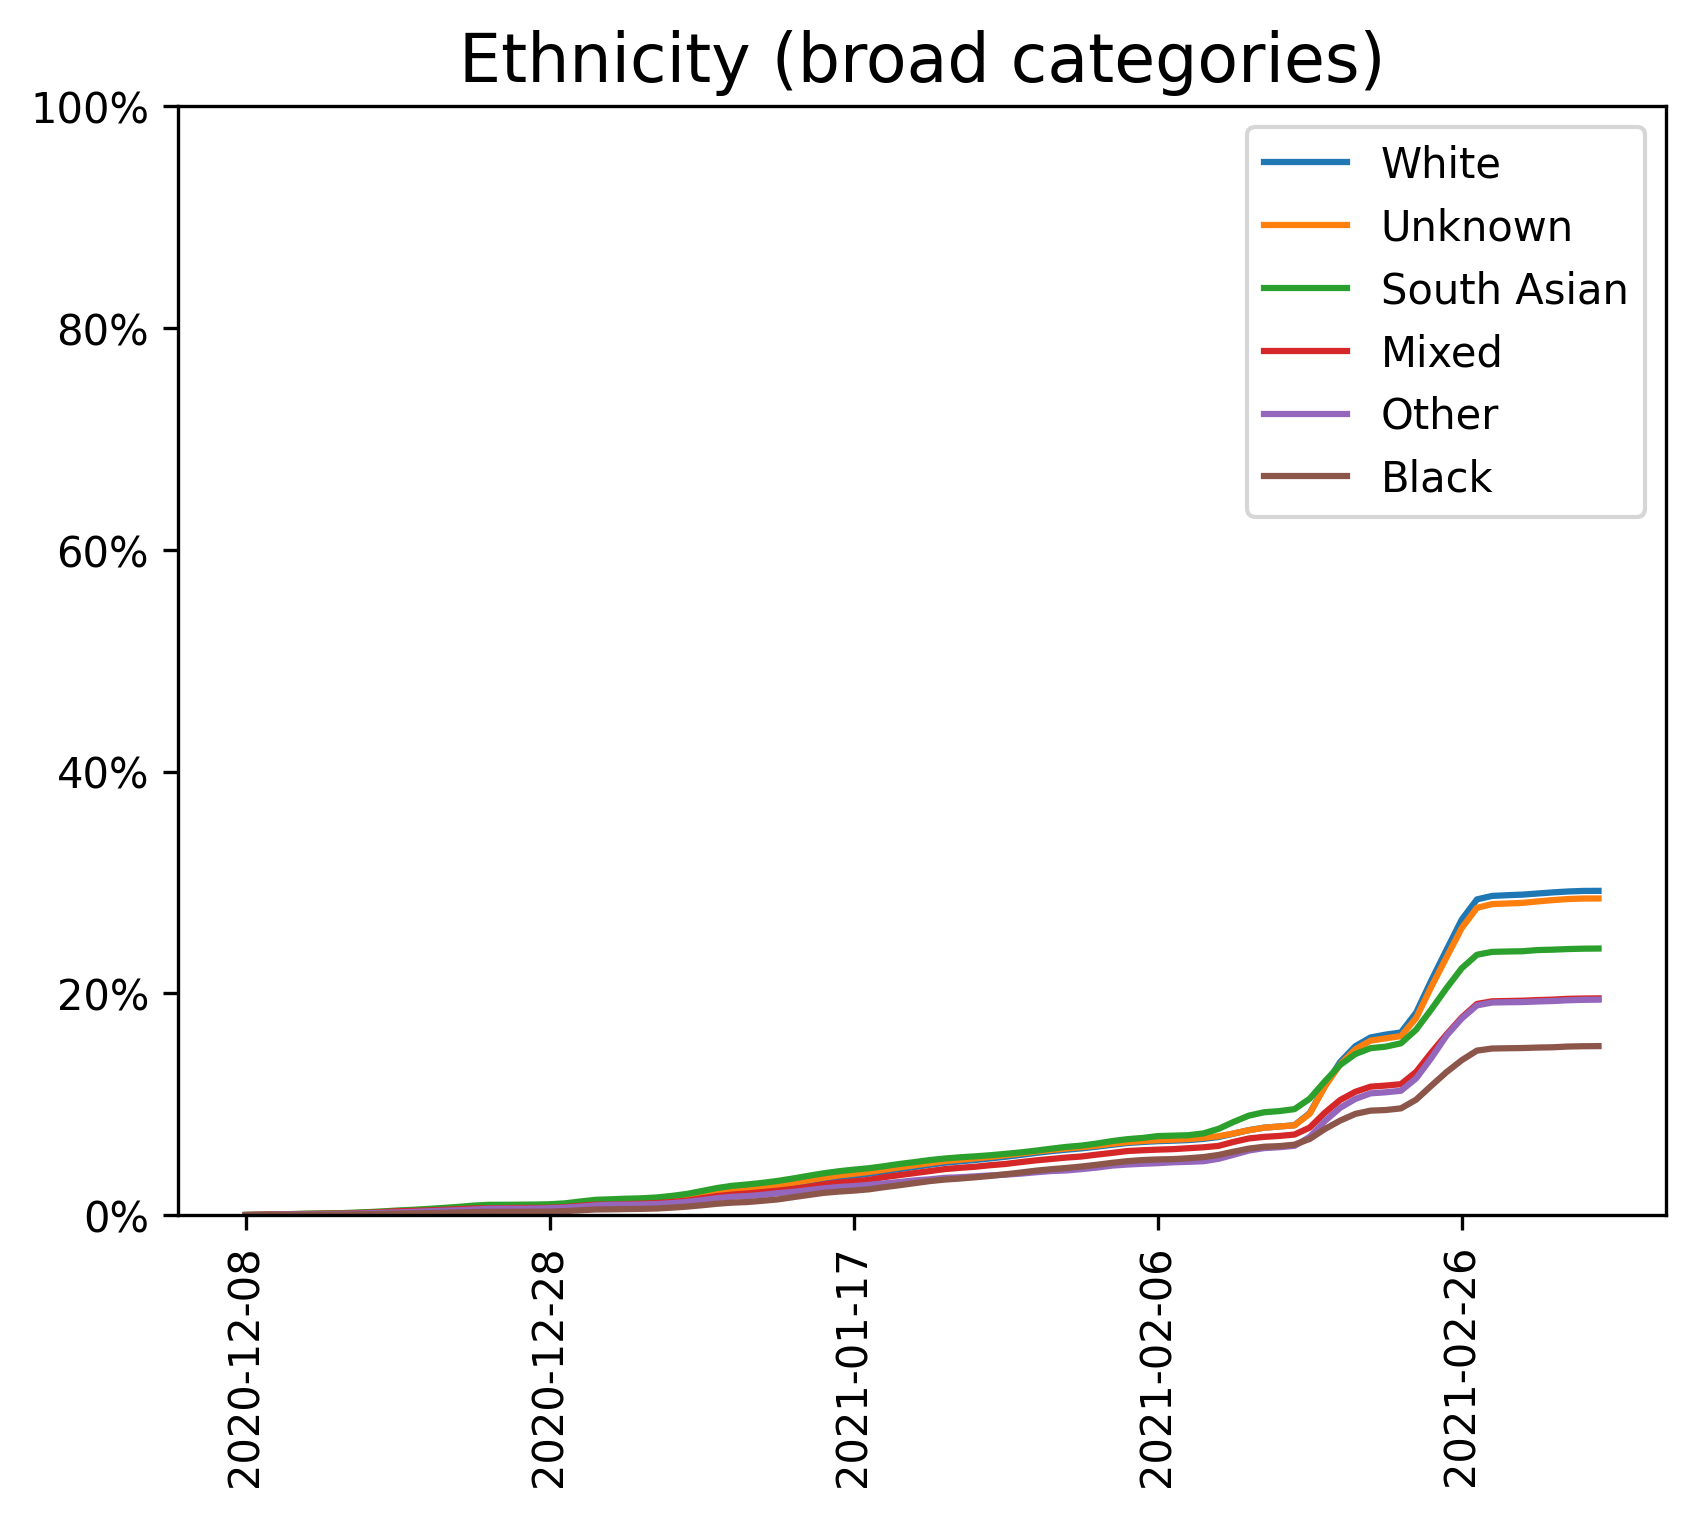 Ethnicity (broad categories)
100%
80%
60%
40%
20%
0%
White
Unknown
South Asian
Mixed
Other
Black
2020-12-08
2020-12-28
2021-01-17
2021-02-06
2021-02-26